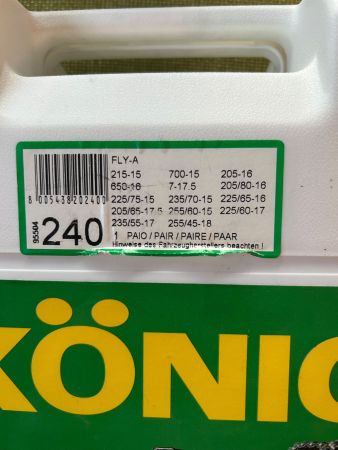 FLY-A
215-15 700-15 205-16
650-16 7-17.5 205/80-16
225/75-15 235/70-15 225/65-16
205/65-17.5 255/60-15 225/60-17
235/55-17 255/45-18
1 PAIO / PAIR / PAIRE / PAAR
Hinweise des Fahrzeugherstellers beachten !
8 005438 202400
95504
240
KÖNIG